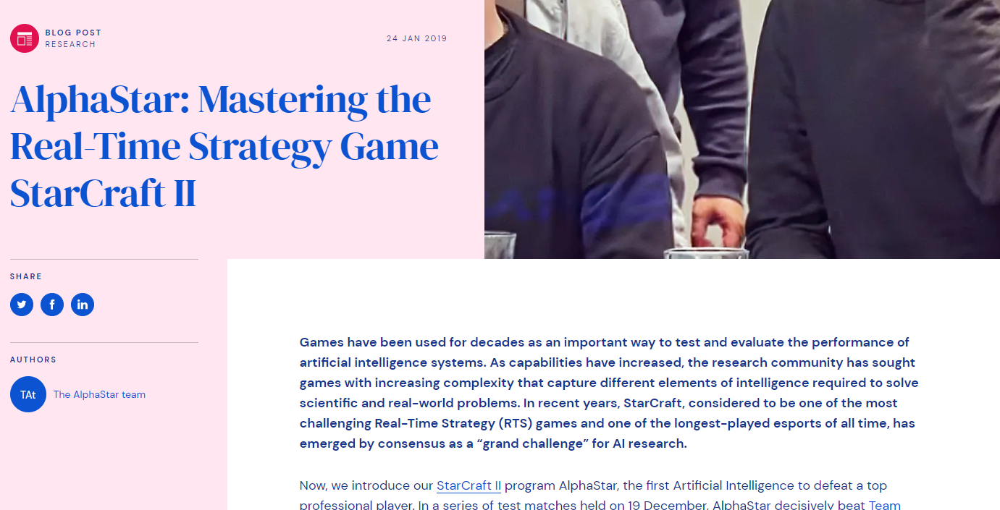 BLOG POST
RESEARCH
24 JAN 2019
AlphaStar: Mastering the
Real-Time Strategy Game
StarCraft II
SHARE
AUTHORS
TAt
The AlphaStar team
Games have been used for decades as an important way to test and evaluate the performance of
artificial intelligence systems. As capabilities have increased, the research community has sought
games with increasing complexity that capture different elements of intelligence required to solve
scientific and real-world problems. In recent years, StarCraft, considered to be one of the most
challenging Real-Time Strategy (RTS) games and one of the longest-played esports of all time, has
emerged by consensus as a “grand challenge” for AI research.
Now, we introduce our StarCraft II program AlphaStar, the first Artificial Intelligence to defeat a top
professional player. In a series of test matches held on 19 December, AlphaStar decisively beat Team